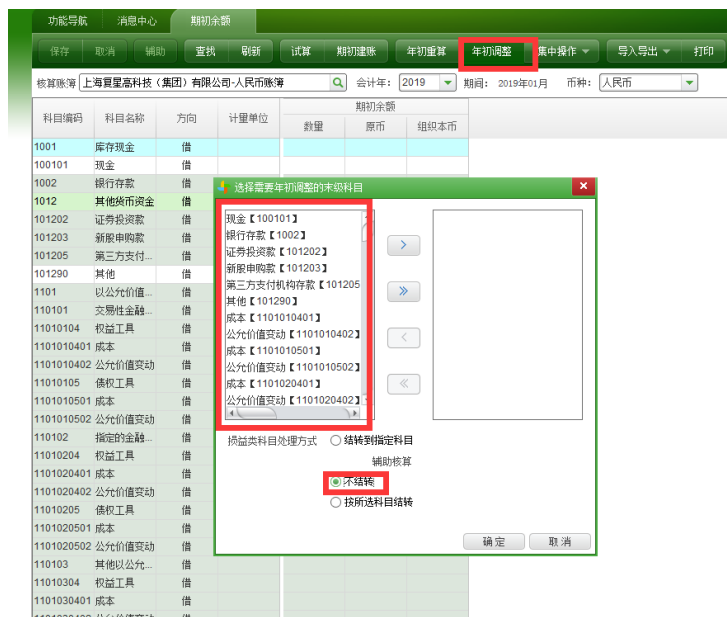 功能导航 消息中心 期初余额
保存 取消 辅助 查找 刷新 试算 期初建账 年初重算 年初调整 集中操作 导入导出 打印
核算账簿 上海夏星高科技（集团）有限公司-人民币账簿 会计年: 2019 期间: 2019年01月 币种: 人民币
科目编码 科目名称 方向 计量单位 期初余额
数量 原币 组织本币
1001 库存现金 借
100101 现金 借
1002 银行存款 借
1012 其他货币资金 借
101202 证券投资款 借
101203 新股申购款 借
101205 第三方支付... 借
101290 其他 借
1101 以公允价值... 借
110101 交易性金融... 借
11010104 权益工具 借
1101010401 成本 借
1101010402 公允价值变动 借
11010105 债权工具 借
1101010501 成本 借
1101010502 公允价值变动 借
110102 指定的金融... 借
11010204 权益工具 借
1101020401 成本 借
1101020402 公允价值变动 借
11010205 债权工具 借
1101020501 成本 借
1101020502 公允价值变动 借
110103 其他以公允... 借
11010304 权益工具 借
1101030401 成本 借
选择需要年初调整的末级科目
现金【100101】
银行存款【1002】
证券投资款【101202】
新股申购款【101203】
第三方支付机构存款【101205
其他【101290】
成本【1101010401】
公允价值变动【1101010402】
成本【1101010501】
公允价值变动【1101010502】
成本【1101020401】
公允价值变动【1101020402】
损益类科目处理方式 结转到指定科目
辅助核算
不结转
按所选科目结转
确定 取消